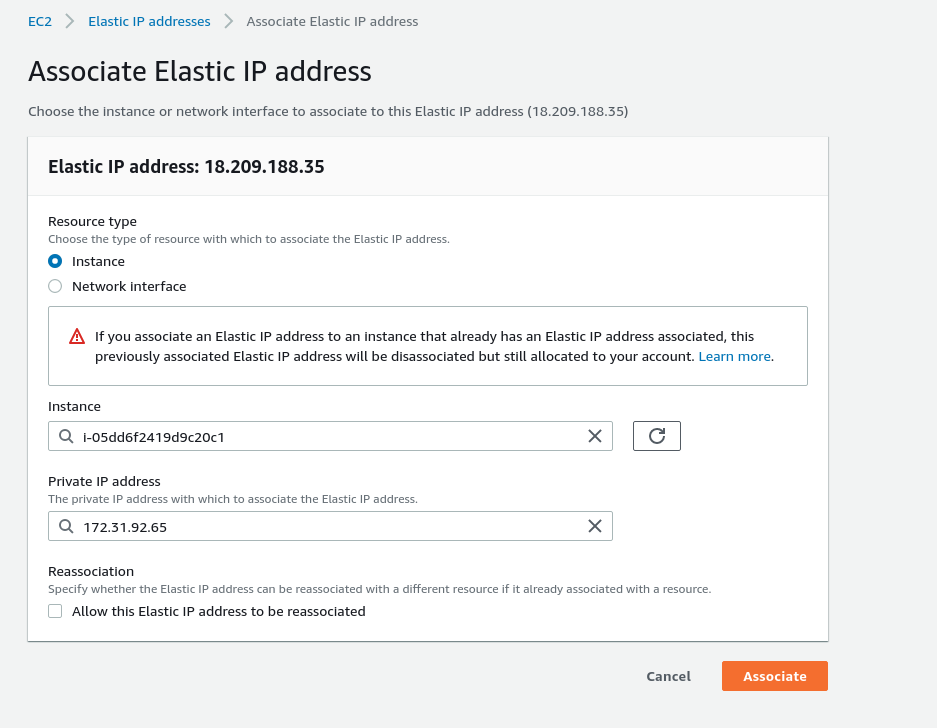 EC2 Elastic IP addresses Associate Elastic IP address
Associate Elastic IP address
Choose the instance or network interface to associate to this Elastic IP address (18.209.188.35)
Elastic IP address: 18.209.188.35
Resource type
Choose the type of resource with which to associate the Elastic IP address.
Instance
Network interface
If you associate an Elastic IP address to an instance that already has an Elastic IP address associated, this
previously associated Elastic IP address will be disassociated but still allocated to your account. Learn more.
Instance
i-05dd6f2419d9c20c1
Private IP address
The private IP address with which to associate the Elastic IP address.
172.31.92.65
Reassociation
Specify whether the Elastic IP address can be reassociated with a different resource if it already associated with a resource.
Allow this Elastic IP address to be reassociated
Cancel Associate